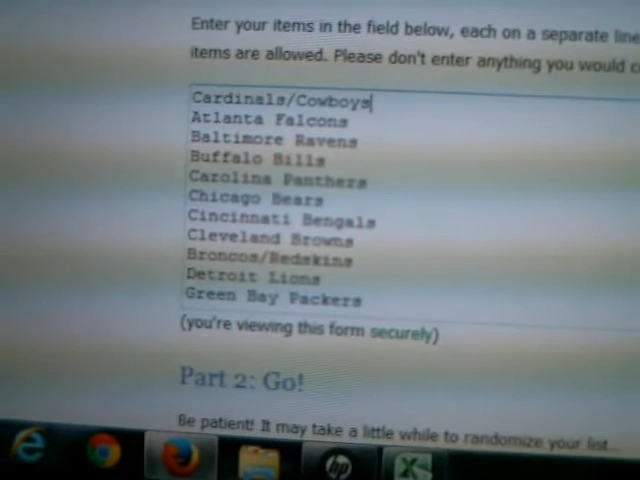 Enter your items in the field below, each on a separate line
items are allowed. Please don't enter anything you would
Cardinals/Cowboys
Atlanta Falcons
Baltimore Ravens
Buffalo Bills
Carolina Panthers
Chicago Bears
Cincinnati Bengals
Cleveland Browns
Broncos/Redskins
Detroit Lions
Green Bay Packers
(you're viewing this form securely)
Part 2: Go!
Be patient! It may take a little while to randomize your list...
hp